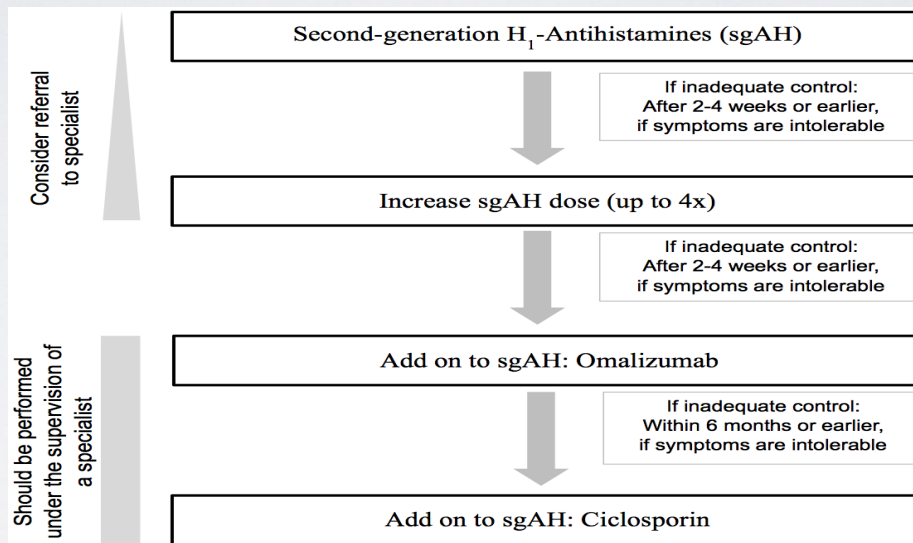 Second-generation H₁-Antihistamines (sgAH)
If inadequate control:
After 2-4 weeks or earlier,
if symptoms are intolerable
Consider referral
to specialist
Increase sgAH dose (up to 4x)
If inadequate control:
After 2-4 weeks or earlier,
if symptoms are intolerable
Add on to sgAH: Omalizumab
If inadequate control:
Within 6 months or earlier,
if symptoms are intolerable
Should be performed
under the supervision of
a specialist
Add on to sgAH: Ciclosporin